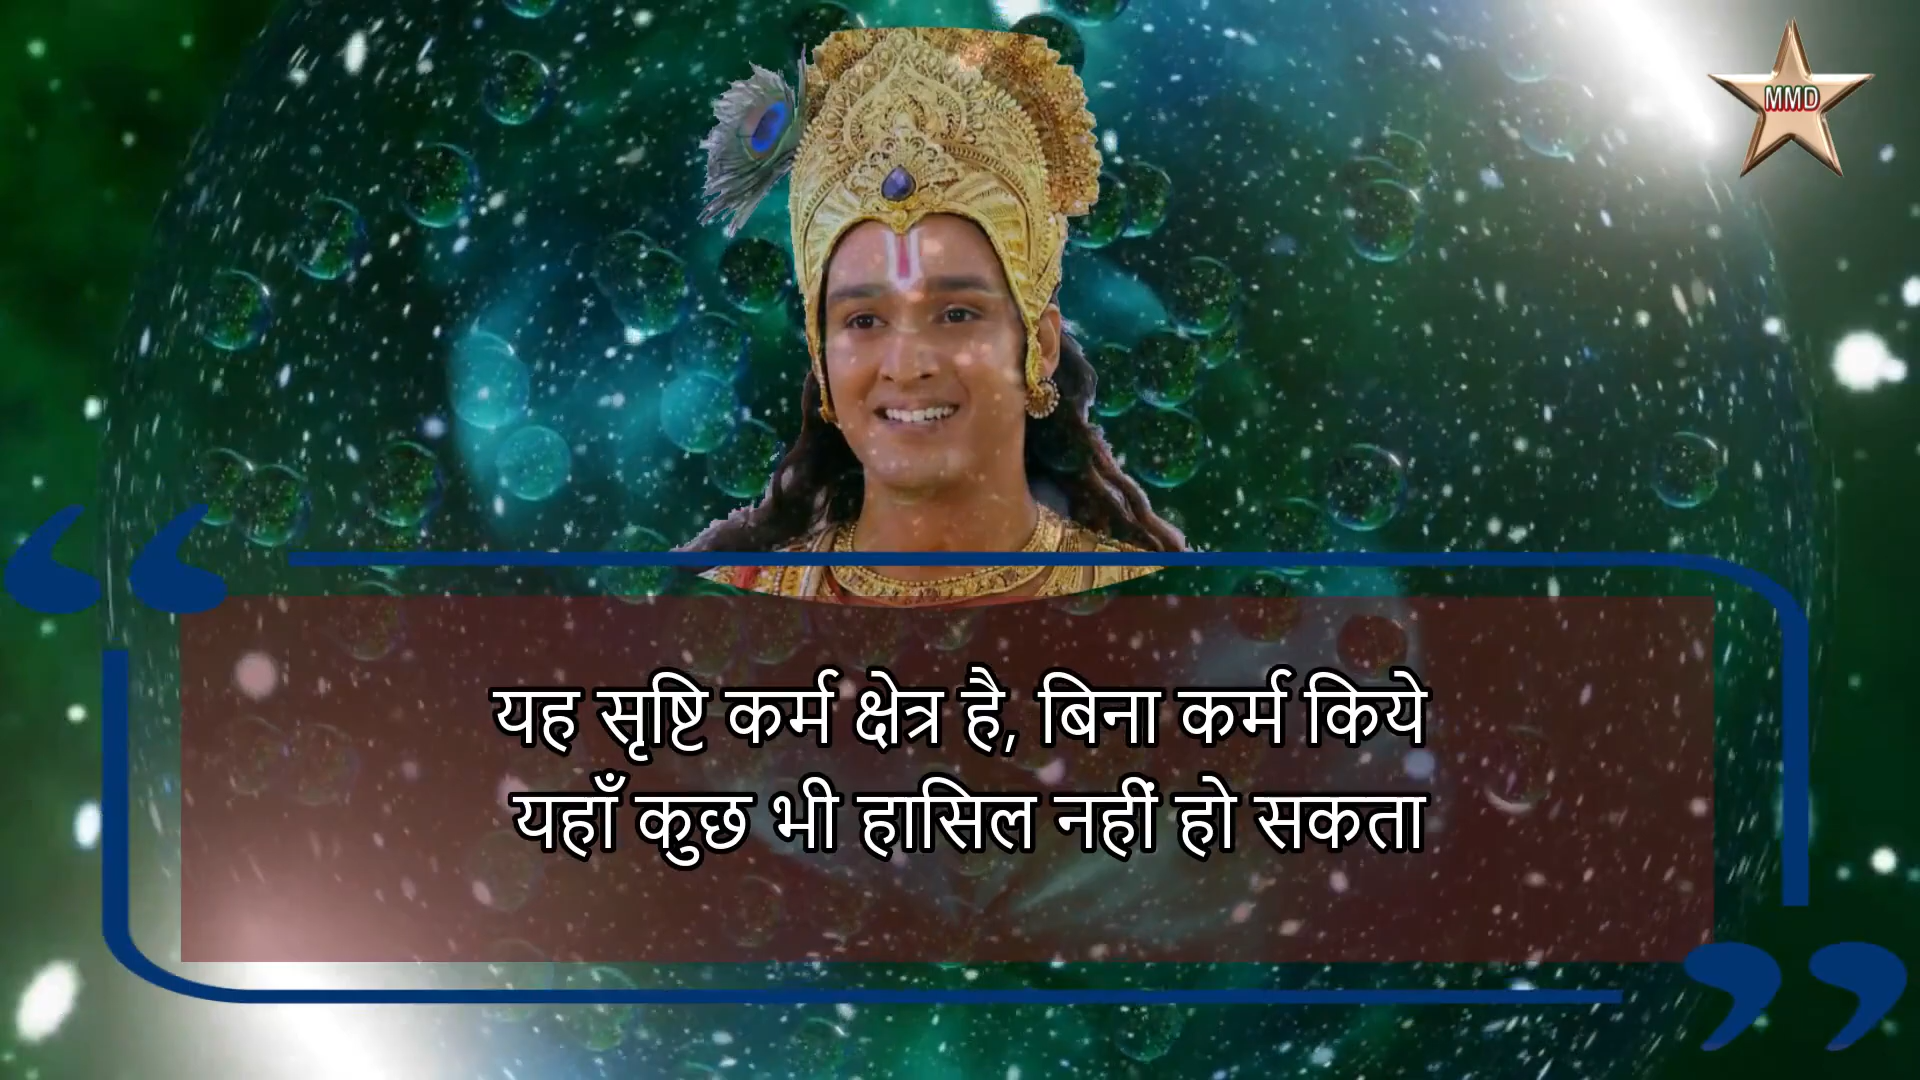 MMD
यह सृष्टि कर्म क्षेत्र है, बिना कर्म किये
यहाँ कुछ भी हासिल नहीं हो सकता